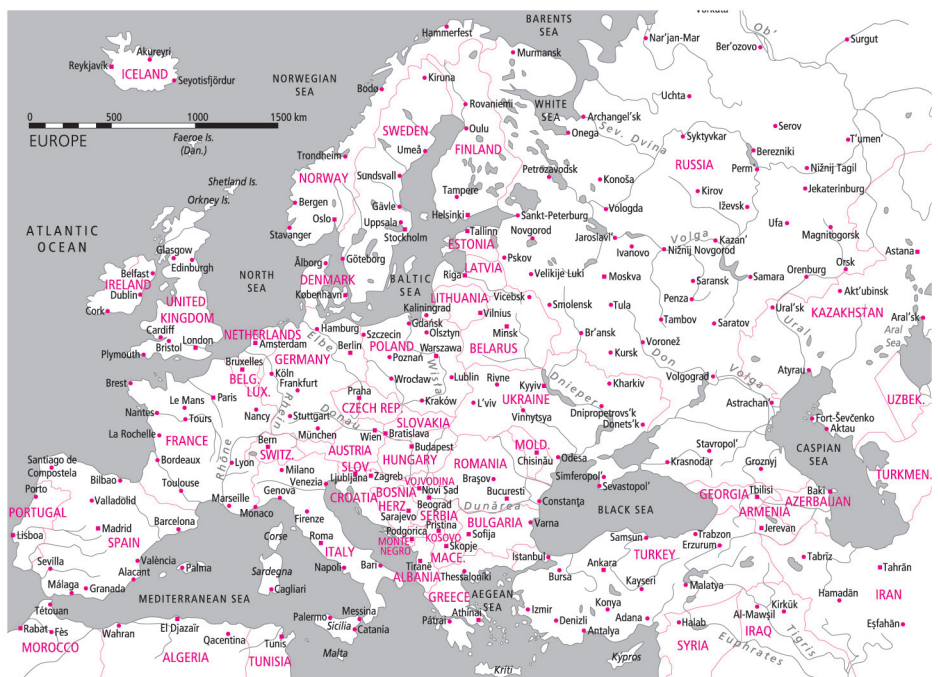 BARENTS
SEA
Hammerfest
Nar'jan-Mar
Ber'ozovo
Ob'
Surgut
Murmansk
Akureyri
Reykjavík
ICELAND
Seyotisfjördur
NORWEGIAN
SEA
Bodø
Kiruna
Rovaniemi
WHITE
SEA
Uchta
0
500
1000
1500 km
EUROPE
Faeroe Is.
(Dan.)
SWEDEN
Oulu
Archangel'sk
Onega
Sev. Dvina
Syktyvkar
Serov
T'umen'
Trondheim
Umeå
FINLAND
Berezniki
RUSSIA
Perm'
Nižnij Tagil
NORWAY
Sundsvall
Petrozavodsk
Konoša
Kirov
Jekaterinburg
Shetland Is.
Orkney Is.
Bergen
Oslo
Gävle
Uppsala
Tampere
Helsinki
Sankt-Peterburg
Vologda
Iževsk
Ufa
Magnitogorsk
ATLANTIC
OCEAN
Stavanger
Stockholm
Tallinn
Novgorod
ESTONIA
Jaroslavl'
Ivanovo
Volga
Kazan'
Nižnij Novgorod
Glasgow
Edinburgh
Göteborg
Pskov
Astana
Belfast
IRELAND
Dublin
NORTH
SEA
Ålborg
DENMARK
København
BALTIC
SEA
LATVIA
Riga
Velikije Luki
Moskva
Saransk
Samara
Orenburg
Orsk
Akt'ubinsk
UNITED
KINGDOM
Cork
LITHUANIA
Vicebsk
Smolensk
Tula
Penza
KAZAKHSTAN
Kaliningrad
Vilnius
Ural'sk
Cardiff
Bristol
London
Plymouth
NETHERLANDS
Amsterdam
Hamburg
Elbe
Szczecin
Gdańsk
Olsztyn
Minsk
Br'ansk
Tambov
Saratov
Ural
Aral'sk
Aral
Sea
GERMANY
Berlin
POLAND
Poznań
Warszawa
BELARUS
Voronež
Kursk
Don
Bruxelles
BELG.
LUX.
Köln
Frankfurt
Wisła
Lublin
Rivne
Kyyiv
Kharkiv
Volgograd
Volga
Atyrau
Brest
Le Mans
Paris
Praha
Wrocław
Kraków
UKRAINE
Dnieper
UZBEK.
Nantes
Tours
Nancy
Rhein
Stuttgart
CZECH REP.
SLOVAKIA
L'viv
Vinnytsya
Dnipropetrovs'k
Donets'k
Astrachan'
Fort-Ševčenko
Aktau
La Rochelle
FRANCE
Bern
SWITZ.
München
Donau
Wien
Bratislava
Budapest
AUSTRIA
HUNGARY
MOLD.
Chisinău
Odesa
Stavropol'
CASPIAN
SEA
Santiago de
Compostela
Bordeaux
Rhône
Lyon
Milano
SLOV.
Ljubljana
Zagreb
ROMANIA
Simferopol'
Krasnodar
Groznyj
TURKMEN.
Bilbao
Toulouse
Genova
Venezia
CROATIA
VOJVODINA
Novi Sad
Braşov
Sevastopol'
Porto
Valladolid
Marseille
Monaco
BOSNIA
HERZ.
Beograd
Bucuresti
Constanţa
GEORGIA
Tbilisi
Baki
AZERBAIJAN
PORTUGAL
Barcelona
Firenze
Sarajevo
SERBIA
Dunărea
BLACK SEA
ARMENIA
Jerevan
Lisboa
Madrid
SPAIN
Corse
Roma
ITALY
Podgorica
MONTE
NEGRO
Pristina
KOSOVO
Skopje
BULGARIA
Sofija
Varna
Samsun
Trabzon
Erzurum
Sevilla
València
Alacant
Palma
Sardegna
Napoli
Bari
Tiranë
ALBANIA
MACE.
Thessaloníki
Istanbul
Bursa
Ankara
TURKEY
Kayseri
Malatya
Tabriz
Tahrān
Málaga
Granada
Cagliari
GREECE
AEGEAN
SEA
Izmir
Konya
Hamadān
IRAN
Tétouan
MEDITERRANEAN SEA
Palermo
Messina
Sicilia
Catania
Pátrai
Athínai
Denizli
Antalya
Adana
Halab
Al-Mawşil
Kirkūk
Eşfahān
Rabat
Fès
Wahran
El Djazaïr
Qacentina
Tunis
Malta
SYRIA
Euphrates
IRAQ
Tigris
MOROCCO
ALGERIA
TUNISIA
Kriti
Kypros